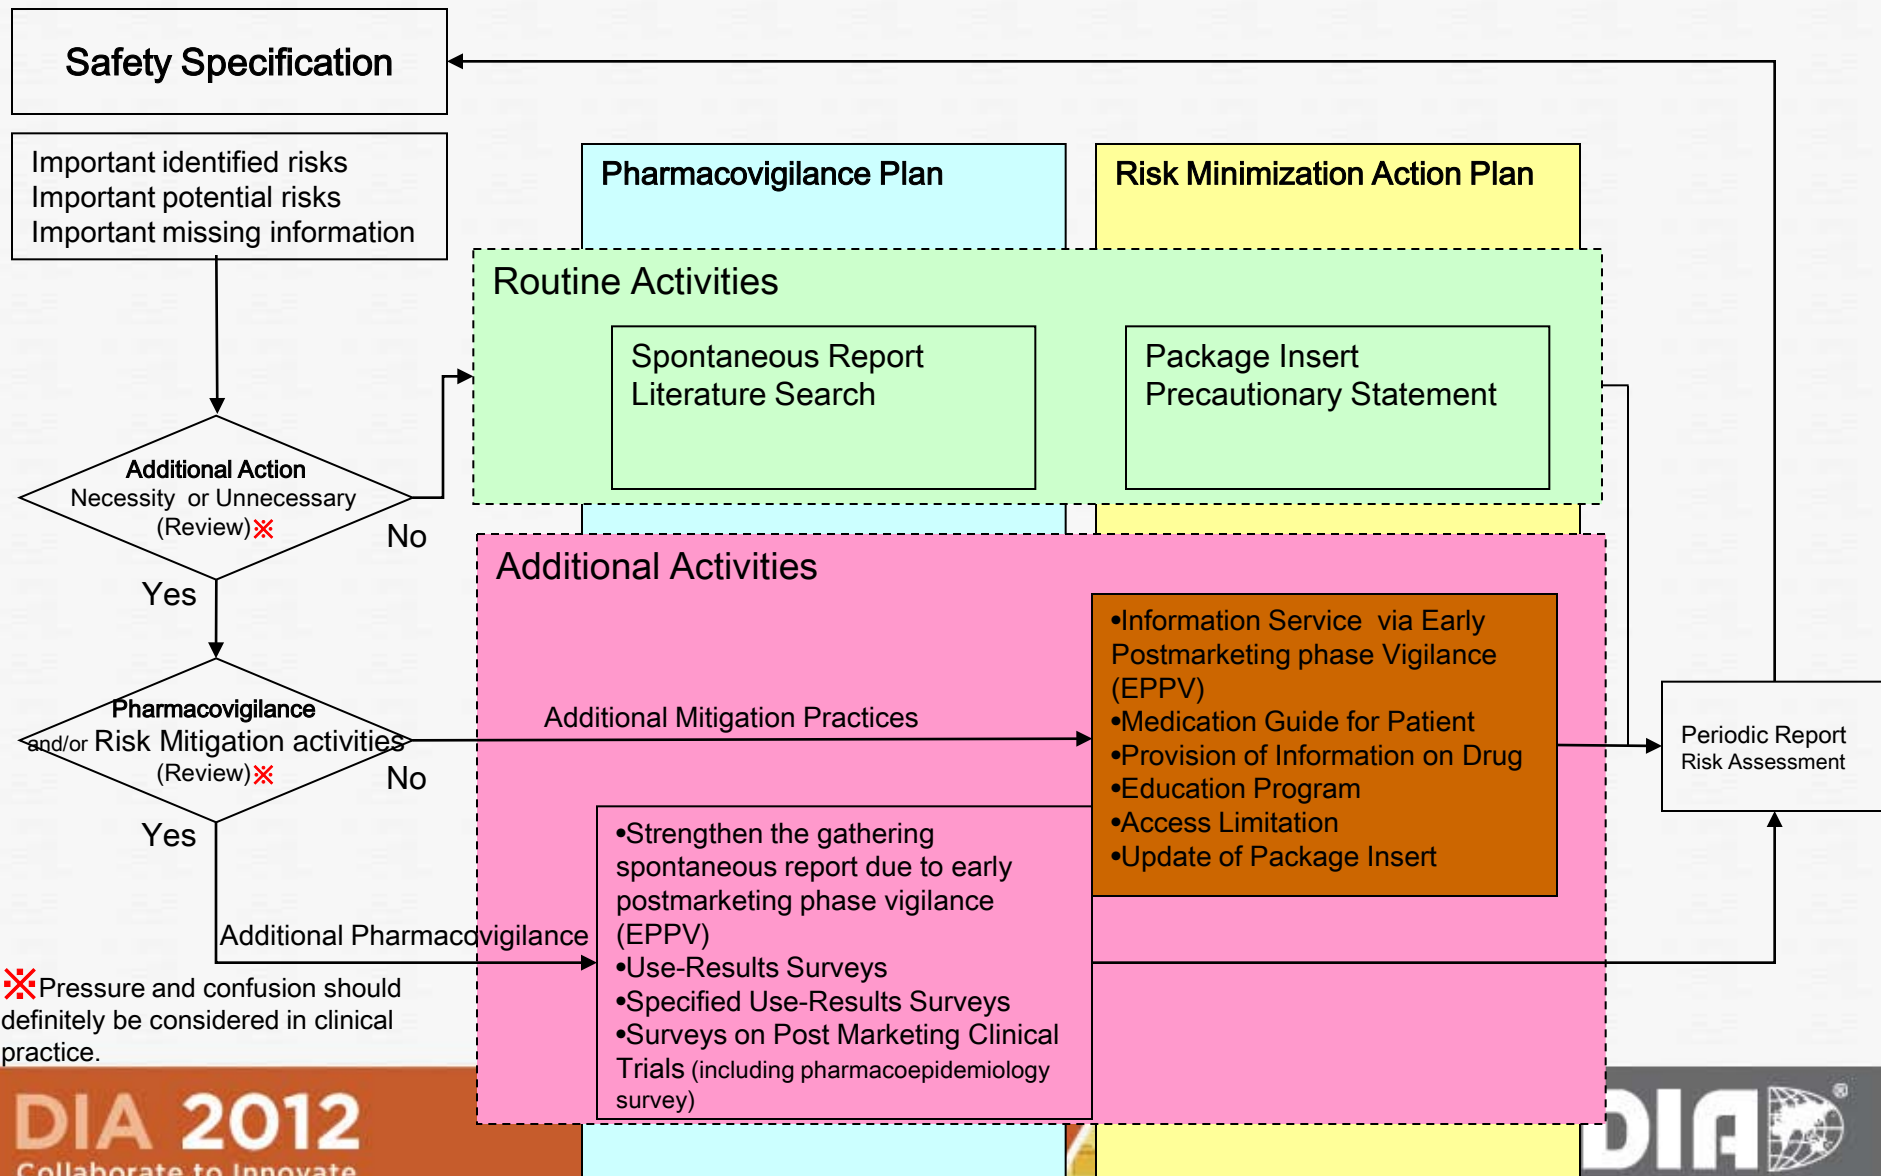 Safety Specification
Important identified risks
Important potential risks
Important missing information
Pharmacovigilance Plan
Risk Minimization Action Plan
Routine Activities
Spontaneous Report
Literature Search
Package Insert
Precautionary Statement
Additional Action
Necessity or Unnecessary
(Review)※
No
Yes
Additional Activities
Pharmacovigilance
and/or Risk Mitigation activities
(Review)※
No
Yes
Additional Mitigation Practices
•Information Service via Early
Postmarketing phase Vigilance
(EPPV)
•Medication Guide for Patient
•Provision of Information on Drug
•Education Program
•Access Limitation
•Update of Package Insert
Periodic Report
Risk Assessment
Additional Pharmacovigilance
•Strengthen the gathering
spontaneous report due to early
postmarketing phase vigilance
(EPPV)
•Use-Results Surveys
•Specified Use-Results Surveys
•Surveys on Post Marketing Clinical
Trials (including pharmacoepidemiology
survey)
※Pressure and confusion should
definitely be considered in clinical
practice.
DIA 2012
Collaborate to Innovate
DIA®